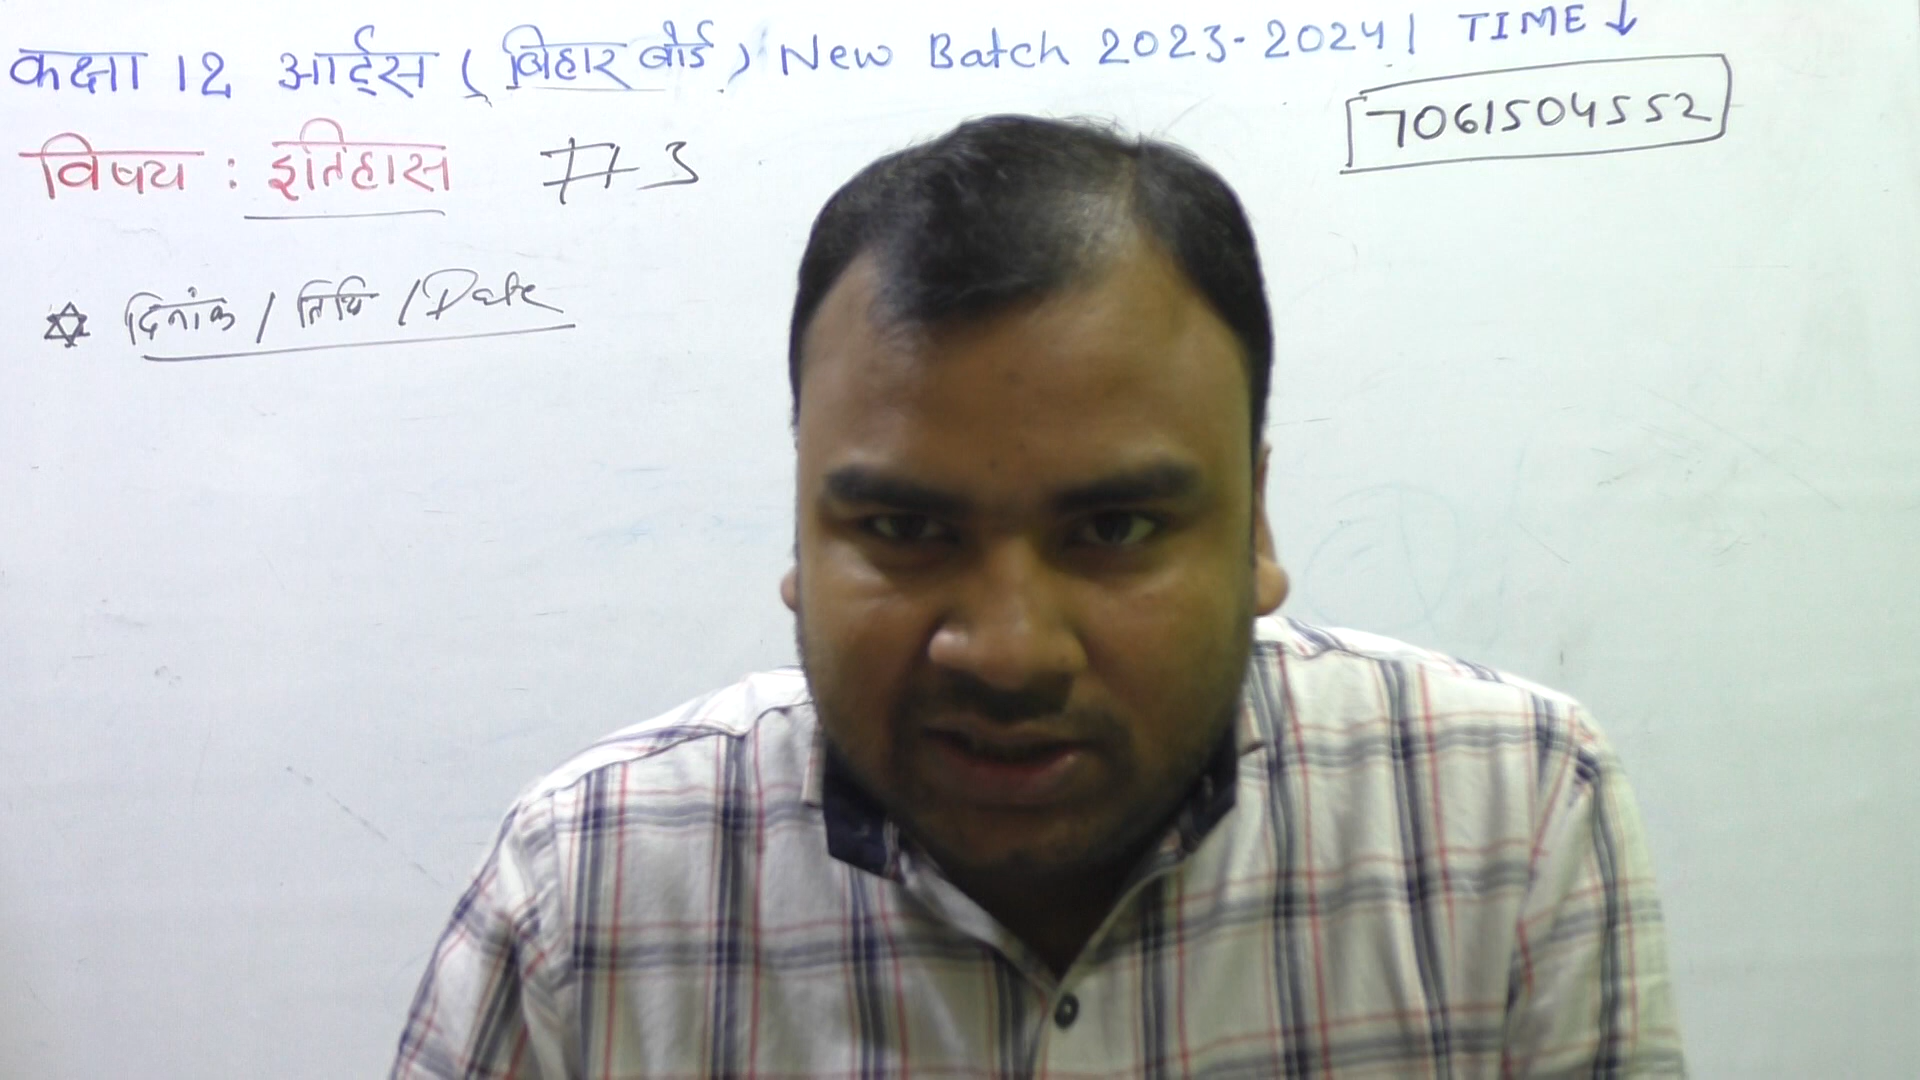 कक्षा 12 आर्ट्स ( बिहार बोर्ड ) New Batch 2023-2024 | TIME ↓
7061504552
विषय : इतिहास # 3
☆ दिनांक / तिथि / Date